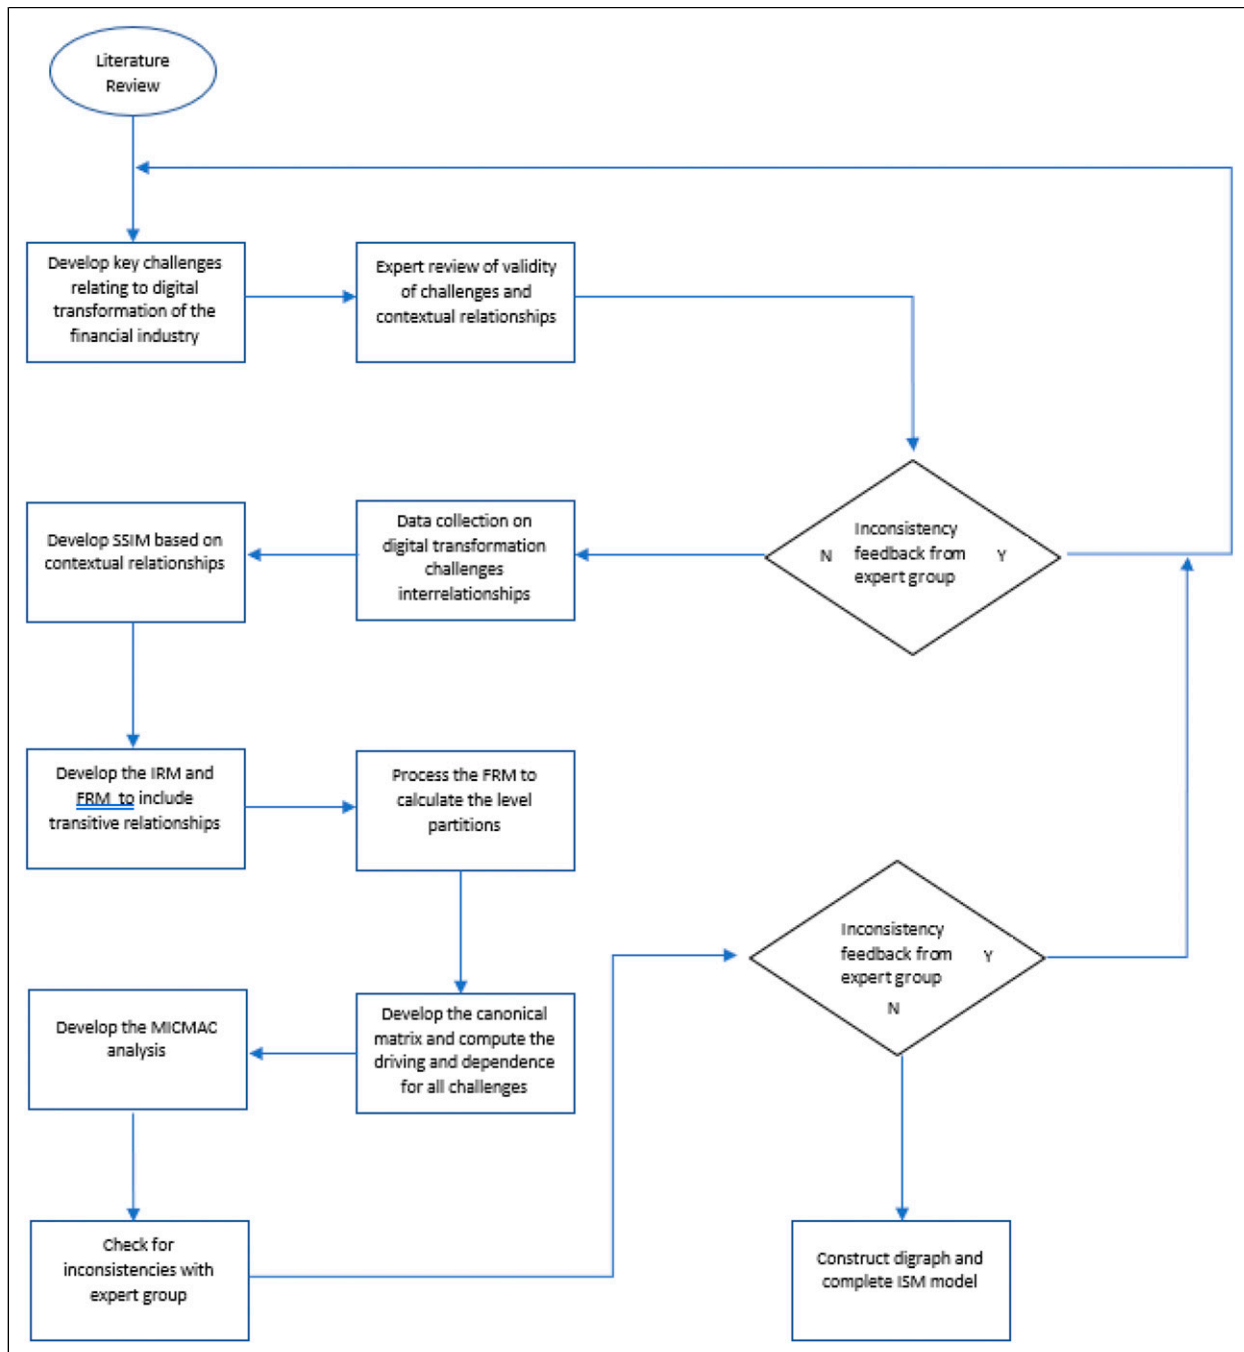 Literature
Review
Develop key challenges
relating to digital
transformation of the
financial industry
Expert review of validity
of challenges and
contextual relationships
Inconsistency
feedback from
expert group
N
Y
Data collection on
digital transformation
challenges
interrelationships
Develop SSIM based on
contextual relationships
Develop the IRM and
FRM to include
transitive relationships
Process the FRM to
calculate the level
partitions
Develop the canonical
matrix and compute the
driving and dependence
for all challenges
Develop the MICMAC
analysis
Check for
inconsistencies with
expert group
Inconsistency
feedback from
expert group
Y
N
Construct digraph and
complete ISM model